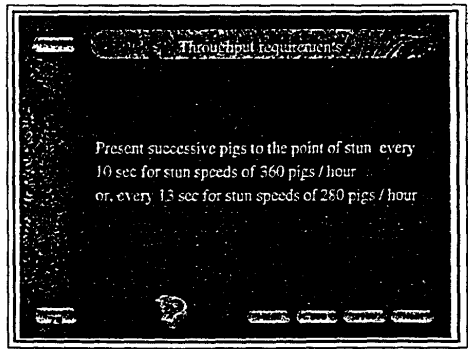 Throughput requirements
Present successive pigs to the point of stun every
10 sec for stun speeds of 360 pigs / hour
or, every 13 sec for stun speeds of 280 pigs / hour